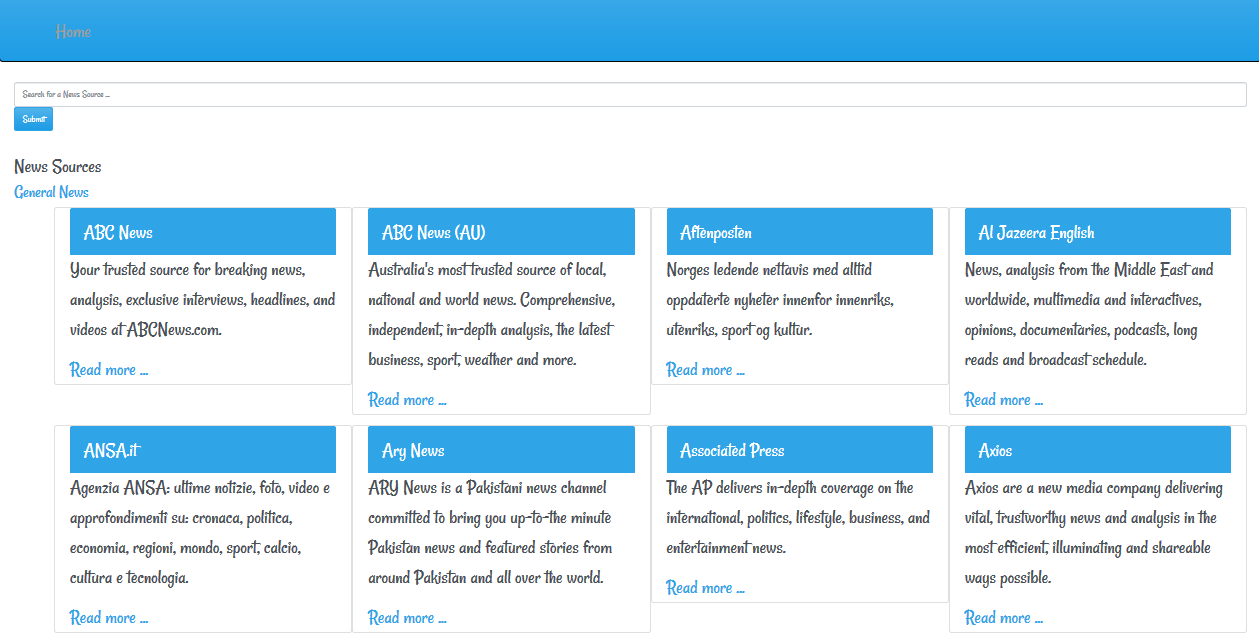 Home
Search for a News Source ...
Submit
News Sources
General News
ABC News
Your trusted source for breaking news,
analysis, exclusive interviews, headlines, and
videos at ABCNews.com.
Read more ...
ABC News (AU)
Australia's most trusted source of local,
national and world news. Comprehensive,
independent, in-depth analysis, the latest
business, sport, weather and more.
Read more ...
Aftenposten
Norges ledende nettavis med alltid
oppdaterte nyheter innenfor innenriks,
utenriks, sport og kultur.
Read more ...
Al Jazeera English
News, analysis from the Middle East and
worldwide, multimedia and interactives,
opinions, documentaries, podcasts, long
reads and broadcast schedule.
Read more ...
ANSA.it
Agenzia ANSA: ultime notizie, foto, video e
approfondimenti su: cronaca, politica,
economia, regioni, mondo, sport, calcio,
cultura e tecnologia.
Read more ...
Ary News
ARY News is a Pakistani news channel
committed to bring you up-to-the minute
Pakistan news and featured stories from
around Pakistan and all over the world.
Read more ...
Associated Press
The AP delivers in-depth coverage on the
international, politics, lifestyle, business, and
entertainment news.
Read more ...
Axios
Axios are a new media company delivering
vital, trustworthy news and analysis in the
most efficient, illuminating and shareable
ways possible.
Read more ...